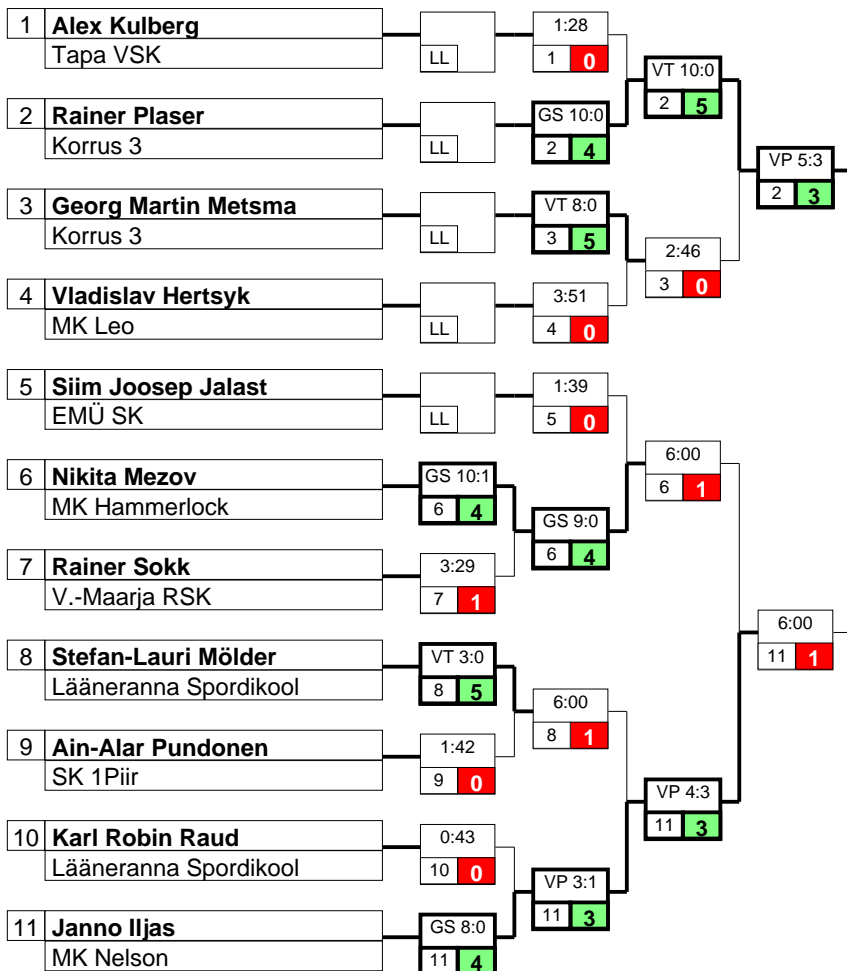 1 Alex Kulberg
Tapa VSK
LL
1:28
1 0
VT 10:0
2 5
2 Rainer Plaser
Korrus 3
LL
GS 10:0
2 4
VP 5:3
2 3
3 Georg Martin Metsma
Korrus 3
LL
VT 8:0
3 5
2:46
3 0
4 Vladislav Hertsyk
MK Leo
LL
3:51
4 0
5 Siim Joosep Jalast
EMÜ SK
LL
1:39
5 0
6:00
6 1
6 Nikita Mezov
MK Hammerlock
GS 10:1
6 4
GS 9:0
6 4
7 Rainer Sokk
V.-Maarja RSK
3:29
7 1
6:00
11 1
8 Stefan-Lauri Mölder
Lääneranna Spordikool
VT 3:0
8 5
6:00
8 1
9 Ain-Alar Pundonen
SK 1Piir
1:42
9 0
VP 4:3
11 3
10 Karl Robin Raud
Lääneranna Spordikool
0:43
10 0
VP 3:1
11 3
11 Janno Iljas
MK Nelson
GS 8:0
11 4